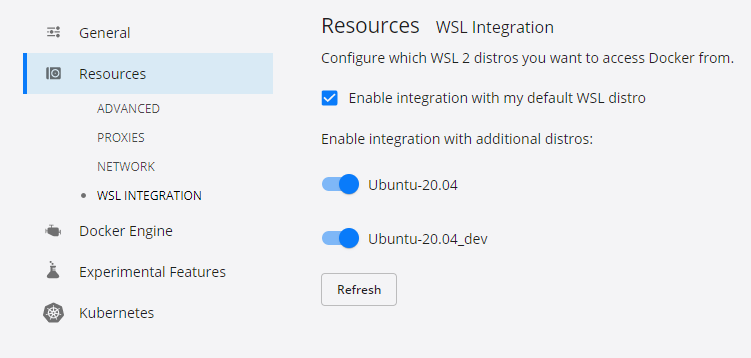 General
Resources
ADVANCED
PROXIES
NETWORK
WSL INTEGRATION
Docker Engine
Experimental Features
Kubernetes
Resources WSL Integration
Configure which WSL 2 distros you want to access Docker from.
Enable integration with my default WSL distro
Enable integration with additional distros:
Ubuntu-20.04
Ubuntu-20.04_dev
Refresh